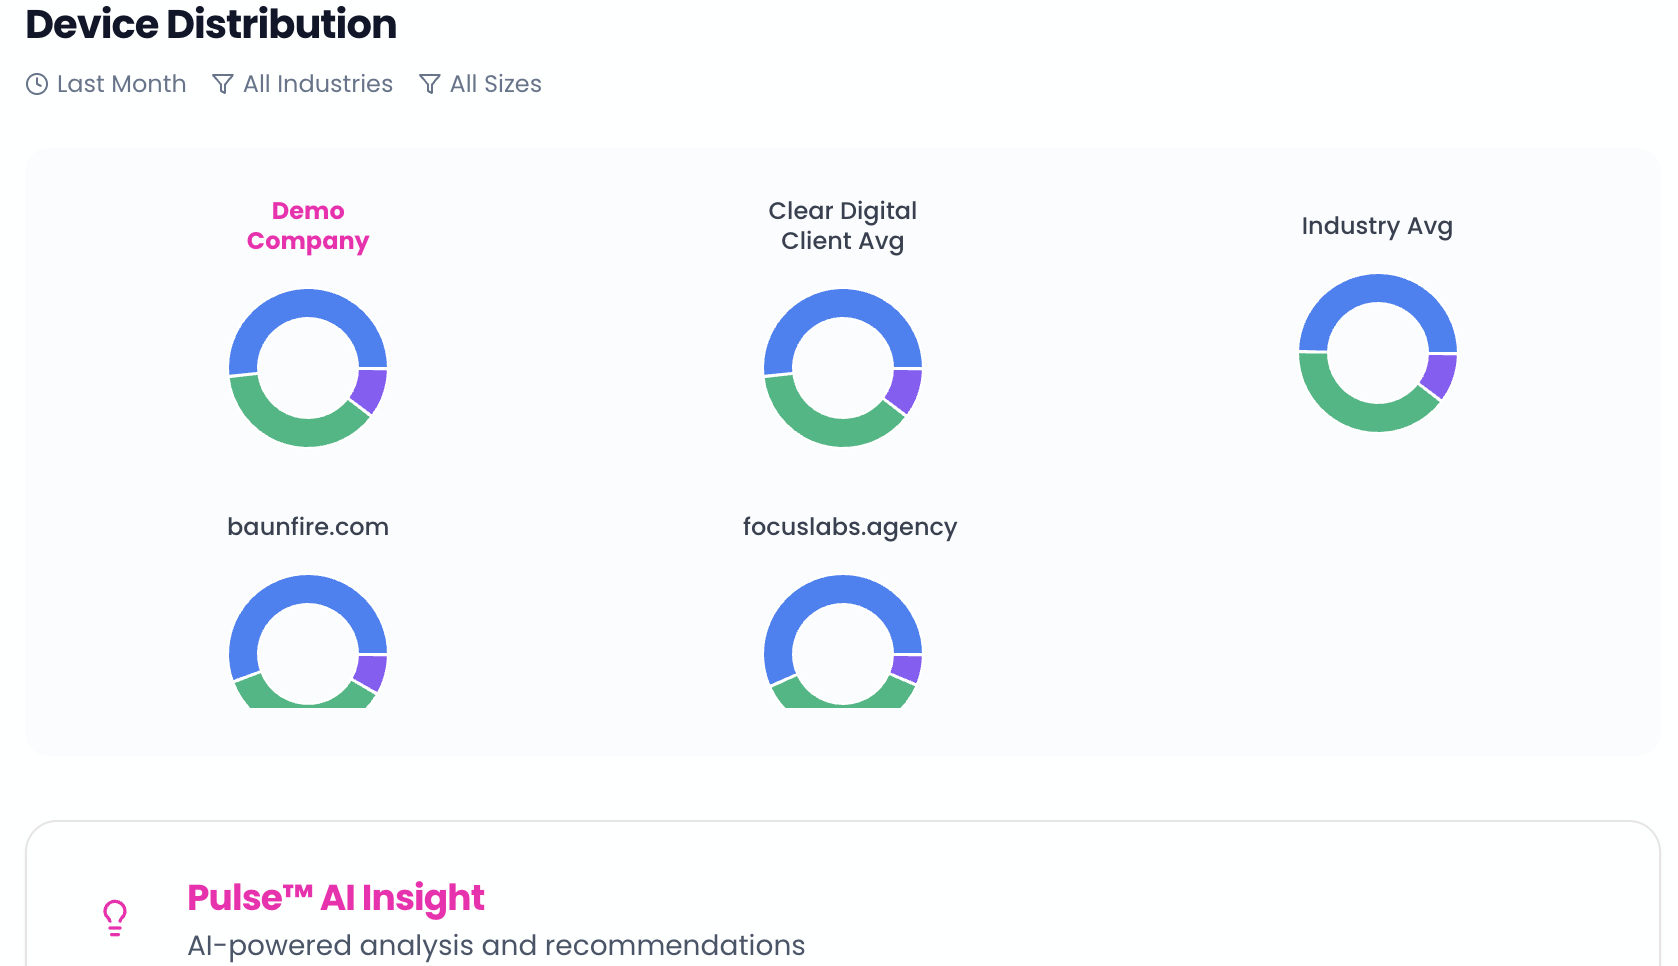 Device Distribution
Last Month All Industries All Sizes
Demo
Company
Clear Digital
Client Avg
Industry Avg
baunfire.com
focuslabs.agency
Pulse™ AI Insight
AI-powered analysis and recommendations